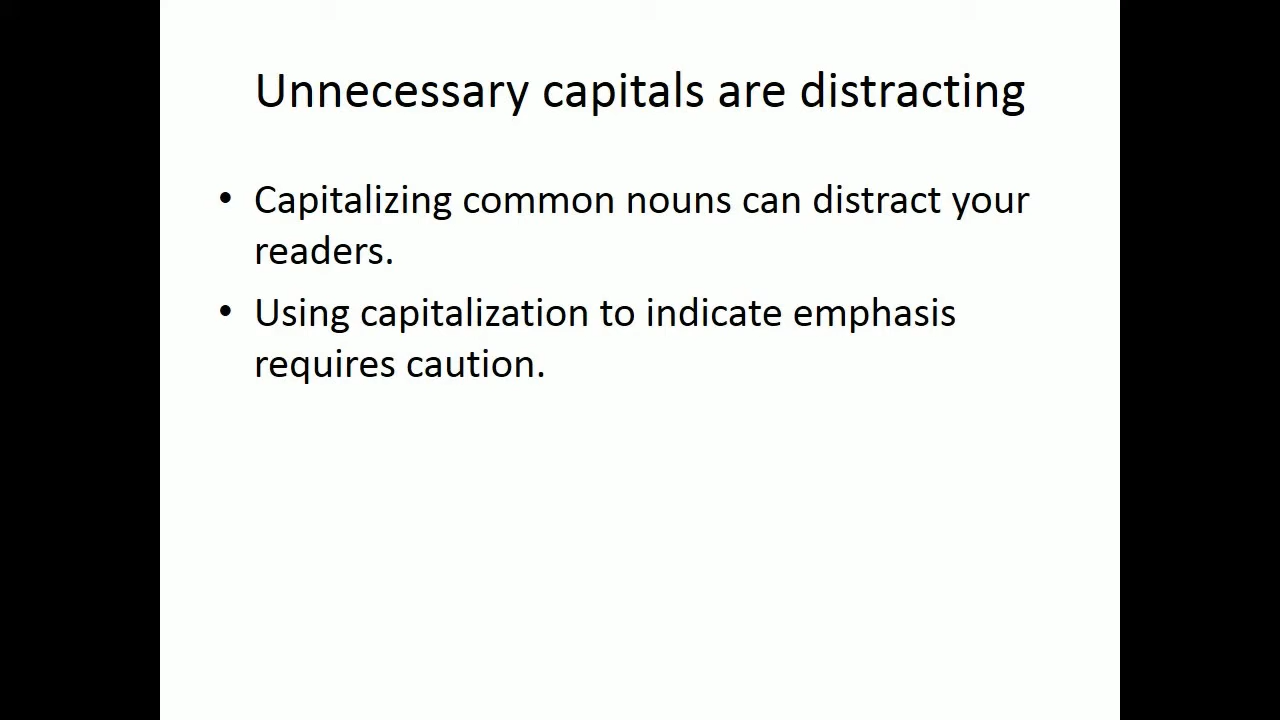 Unnecessary capitals are distracting
• Capitalizing common nouns can distract your
readers.
• Using capitalization to indicate emphasis
requires caution.